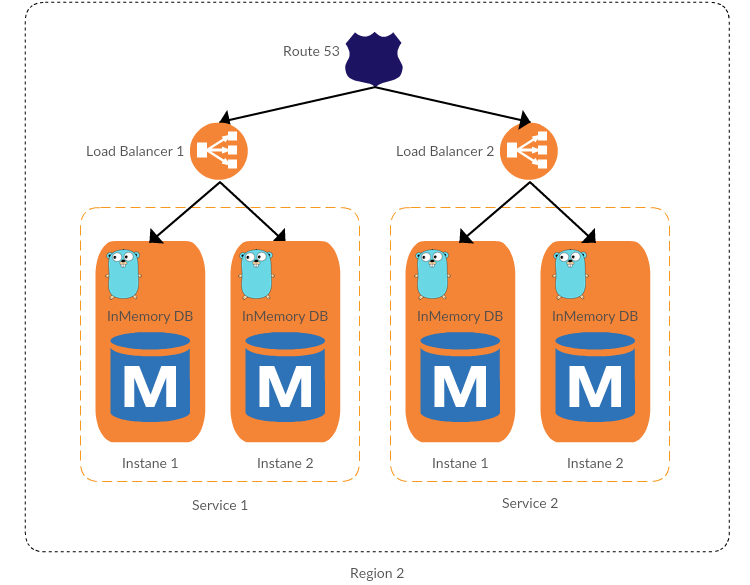 Route 53
Load Balancer 1
Load Balancer 2
InMemory DB
InMemory DB
InMemory DB
InMemory DB
M
M
M
M
Instane 1
Instane 2
Instane 1
Instane 2
Service 1
Service 2
Region 2